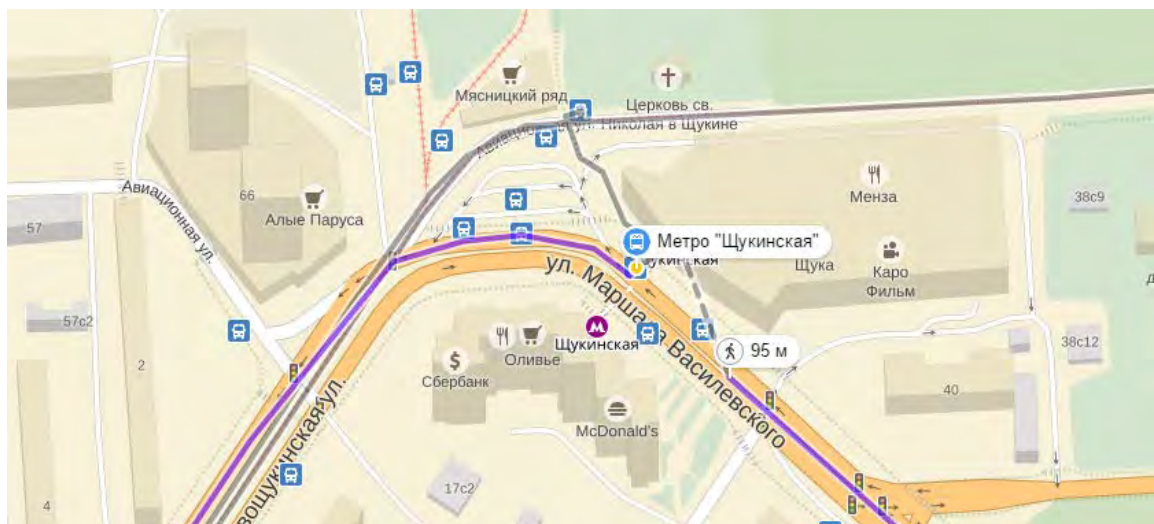 Мясницкий ряд
Церковь св.
Николая в Щукине
Авиационная ул.
66
Алые Паруса
57
Менза
38с9
Метро "Щукинская"
Щука
Каро
Фильм
ул. Маршала Василевского
57с2
2
Щукинская
Оливье
$
Сбербанк
95 м
38с12
40
McDonald's
17с2
4